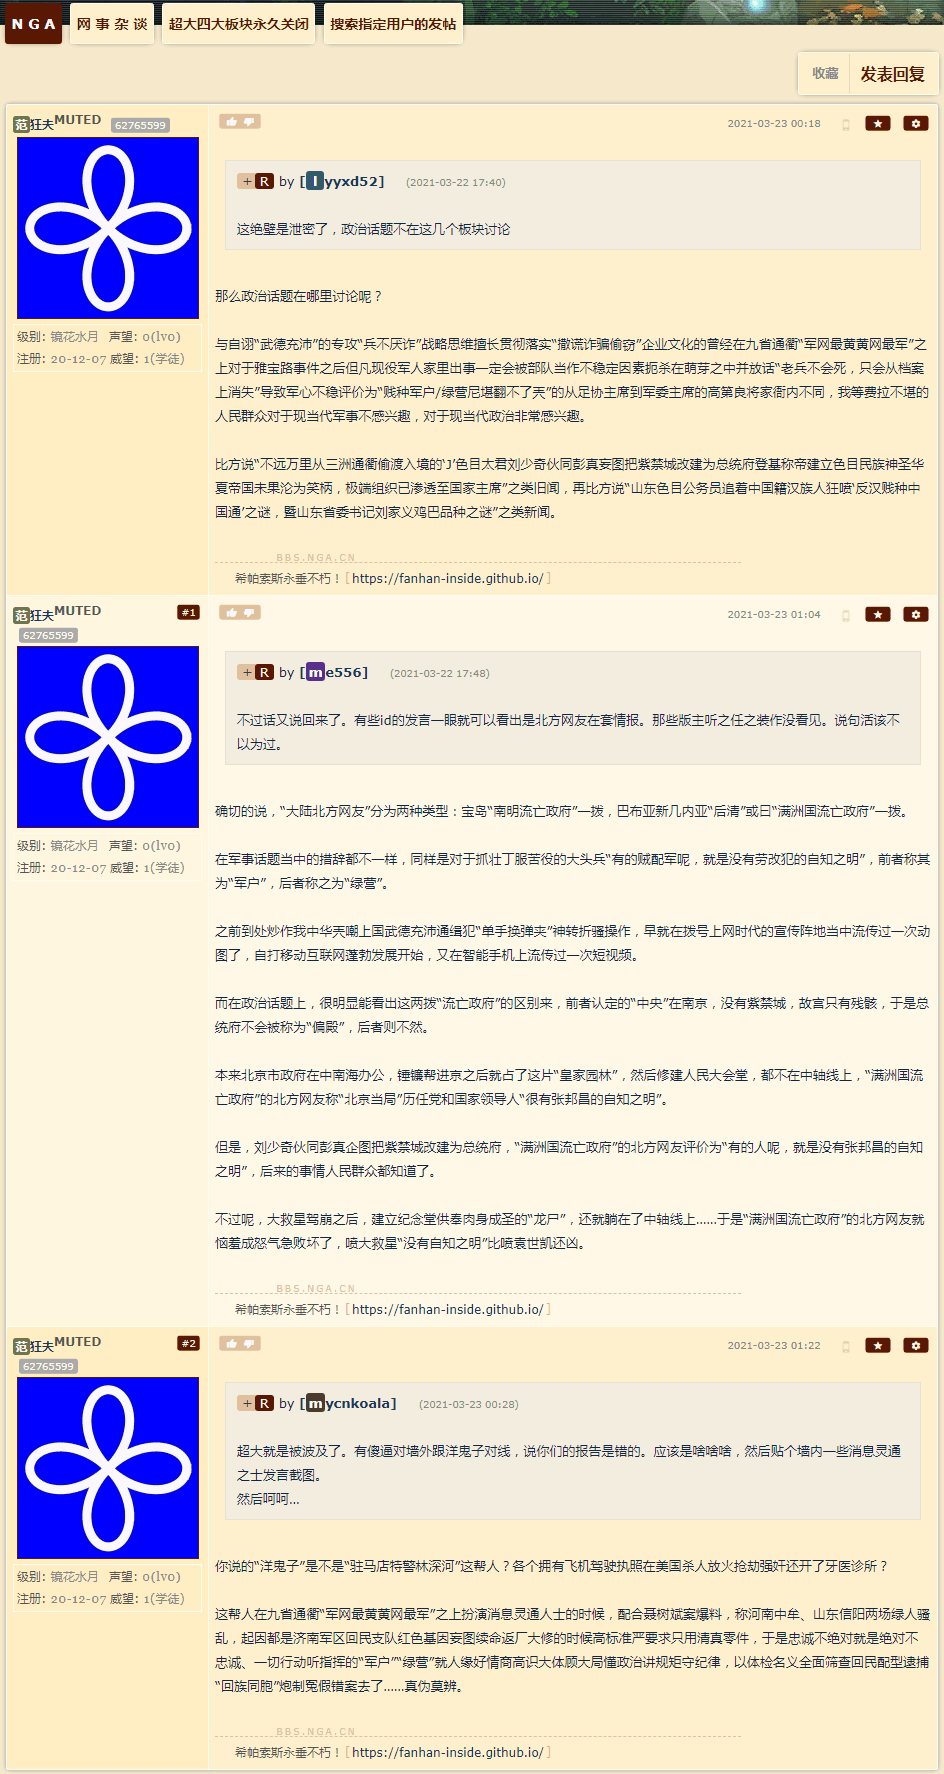 NGA 网事杂谈 超大四大板块永久关闭 搜索指定用户的发帖
收藏 发表回复
范狂夫MUTED 62765599
2021-03-23 00:18
级别: 镜花水月 声望: 0(lv0)
注册: 20-12-07 威望: 1(学徒)
+ R by [lyyxd52] (2021-03-22 17:40)
这绝壁是泄密了，政治话题不在这几个板块讨论
那么政治话题在哪里讨论呢？
与自诩“武德充沛”的专攻“兵不厌诈”战略思维擅长贯彻落实“撒谎诈骗偷窃”企业文化的曾经在九省通衢“军网最黄黄网最军”之
上对于雅宝路事件之后但凡现役军人家里出事一定会被部队当作不稳定因素扼杀在萌芽之中并放话“老兵不会死，只会从档案
上消失”导致军心不稳评价为“贱种军户/绿营尼堪翻不了天”的从足协主席到军委主席的高第良将家衙内不同，我等费拉不堪的
人民群众对于现当代军事不感兴趣，对于现当代政治非常感兴趣。
比方说“不远万里从三洲通衢偷渡入境的‘J’色目太君刘少奇伙同彭真妄图把紫禁城改建为总统府登基称帝建立色目民族神圣华
夏帝国未果沦为笑柄，极端组织已渗透至国家主席”之类旧闻，再比方说“山东色目公务员追着中国籍汉族人狂喷‘反汉贱种中
国通’之谜，暨山东省委书记刘家义鸡巴品种之谜”之类新闻。
BBS.NGA.CN
希帕索斯永垂不朽！[ https://fanhan-inside.github.io/ ]
范狂夫MUTED #1
62765599
2021-03-23 01:04
级别: 镜花水月 声望: 0(lv0)
注册: 20-12-07 威望: 1(学徒)
+ R by [me556] (2021-03-22 17:48)
不过话又说回来了。有些id的发言一眼就可以看出是北方网友在套情报。那些版主听之任之装作没看见。说句活该不
以为过。
确切的说，“大陆北方网友”分为两种类型：宝岛“南明流亡政府”一拨，巴布亚新几内亚“后清”或曰“满洲国流亡政府”一拨。
在军事话题当中的措辞都不一样，同样是对于抓壮丁服苦役的大头兵“有的贼配军呢，就是没有劳改犯的自知之明”，前者称其
为“军户”，后者称之为“绿营”。
之前到处炒作我中华天嘲上国武德充沛通缉犯“单手换弹夹”神转折骚操作，早就在拨号上网时代的宣传阵地当中流传过一次动
图了，自打移动互联网蓬勃发展开始，又在智能手机上流传过一次短视频。
而在政治话题上，很明显能看出这两拨“流亡政府”的区别来，前者认定的“中央”在南京，没有紫禁城，故宫只有残骸，于是总
统府不会被称为“偏殿”，后者则不然。
本来北京市政府在中南海办公，锤镰帮进京之后就占了这片“皇家园林”，然后修建人民大会堂，都不在中轴线上，“满洲国流
亡政府”的北方网友称“北京当局”历任党和国家领导人“很有张邦昌的自知之明”。
但是，刘少奇伙同彭真企图把紫禁城改建为总统府，“满洲国流亡政府”的北方网友评价为“有的人呢，就是没有张邦昌的自知
之明”，后来的事情人民群众都知道了。
不过呢，大救星驾崩之后，建立纪念堂供奉肉身成圣的“龙尸”，还就躺在了中轴线上……于是“满洲国流亡政府”的北方网友就
恼羞成怒气急败坏了，喷大救星“没有自知之明”比喷袁世凯还凶。
BBS.NGA.CN
希帕索斯永垂不朽！[ https://fanhan-inside.github.io/ ]
范狂夫MUTED #2
62765599
2021-03-23 01:22
级别: 镜花水月 声望: 0(lv0)
注册: 20-12-07 威望: 1(学徒)
+ R by [mycnkoala] (2021-03-23 00:28)
超大就是被波及了。有傻逼对墙外跟洋鬼子对线，说你们的报告是错的。应该是啥啥啥，然后贴个墙内一些消息灵通
之士发言截图。
然后呵呵...
你说的“洋鬼子”是不是“驻马店特警林深河”这帮人？各个拥有飞机驾驶执照在美国杀人放火抢劫强奸还开了牙医诊所？
这帮人在九省通衢“军网最黄黄网最军”之上扮演消息灵通人士的时候，配合聂树斌案爆料，称河南中牟、山东信阳两场绿人骚
乱，起因都是济南军区回民支队红色基因妄图续命返厂大修的时候高标准严要求只用清真零件，于是忠诚不绝对就是绝对不
忠诚、一切行动听指挥的“军户”“绿营”就人缘好情商高识大体顾大局懂政治讲规矩守纪律，以体检名义全面筛查回民配型逮捕
“回族同胞”炮制冤假错案去了……真伪莫辨。
BBS.NGA.CN
希帕索斯永垂不朽！[ https://fanhan-inside.github.io/ ]